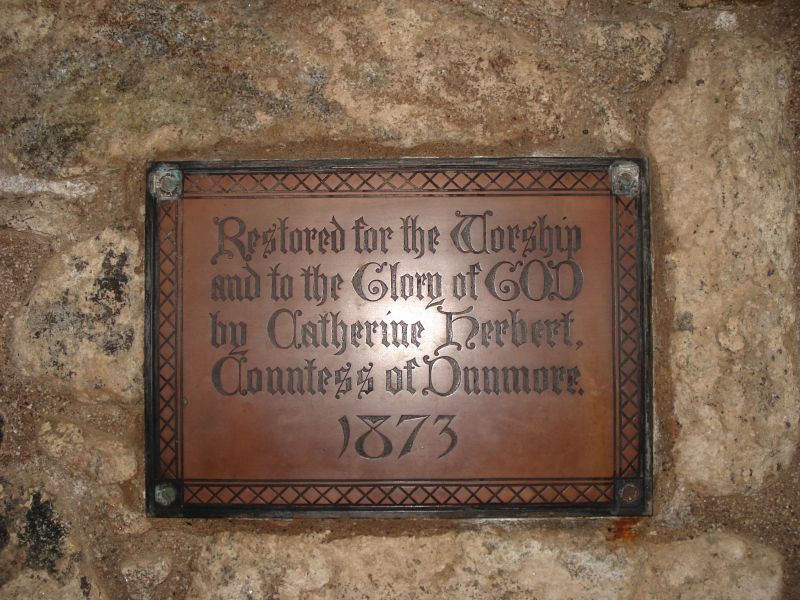 Restored for the Worship
and to the Glory of GOD
by Catherine Herbert,
Countess of Dunmore.
1873